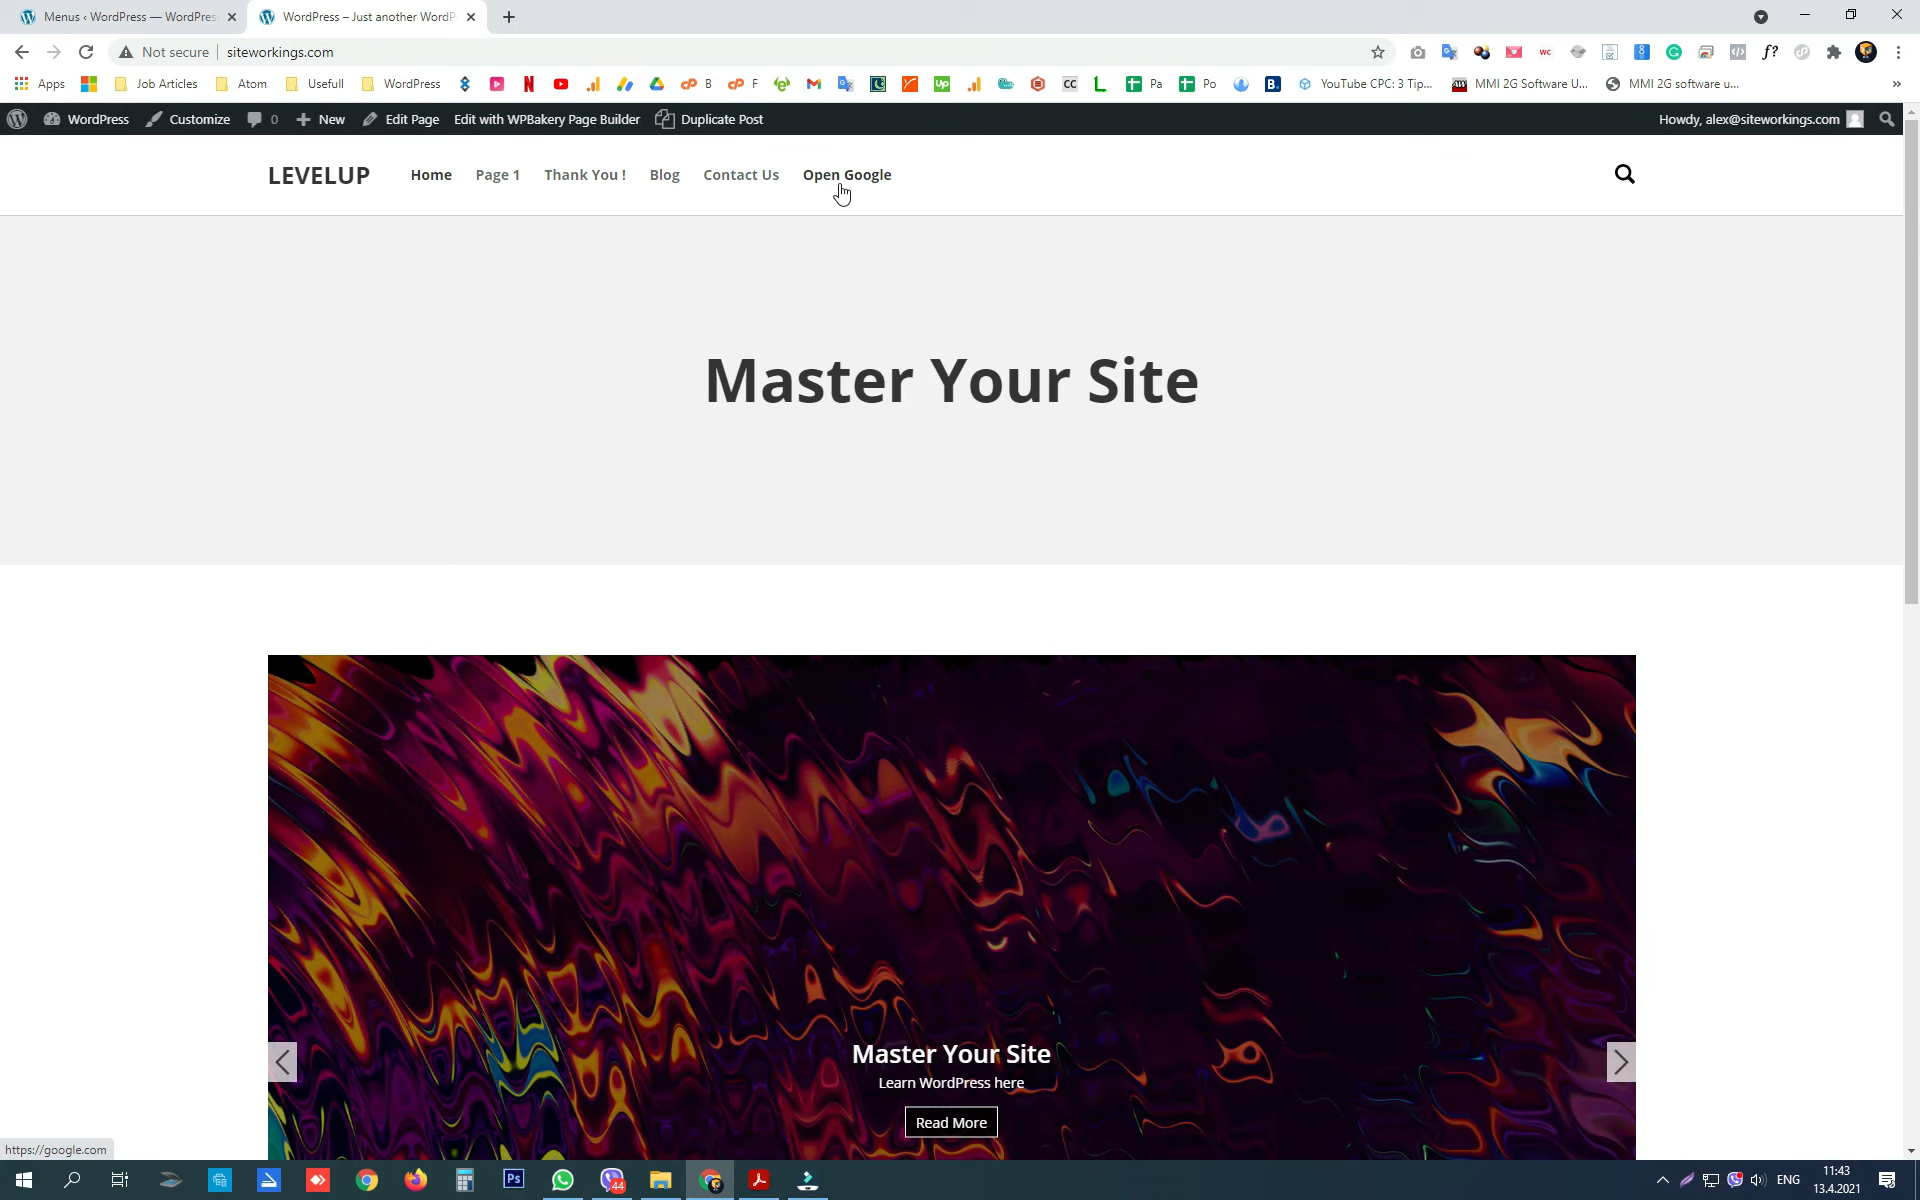 Menus ‹ WordPress — WordPres
WordPress – Just another WordP
Not secure
siteworkings.com
Apps
Job Articles
Atom
Usefull
WordPress
B
F
Pa
Po
YouTube CPC: 3 Tip...
MMI 2G Software U...
MMI 2G software u...
WordPress
Customize
0
New
Edit Page
Edit with WPBakery Page Builder
Duplicate Post
Howdy, alex@siteworkings.com
LEVELUP
Home
Page 1
Thank You !
Blog
Contact Us
Open Google
Master Your Site
Master Your Site
Learn WordPress here
Read More
https://google.com
Ps
44
ENG
11:43
13.4.2021